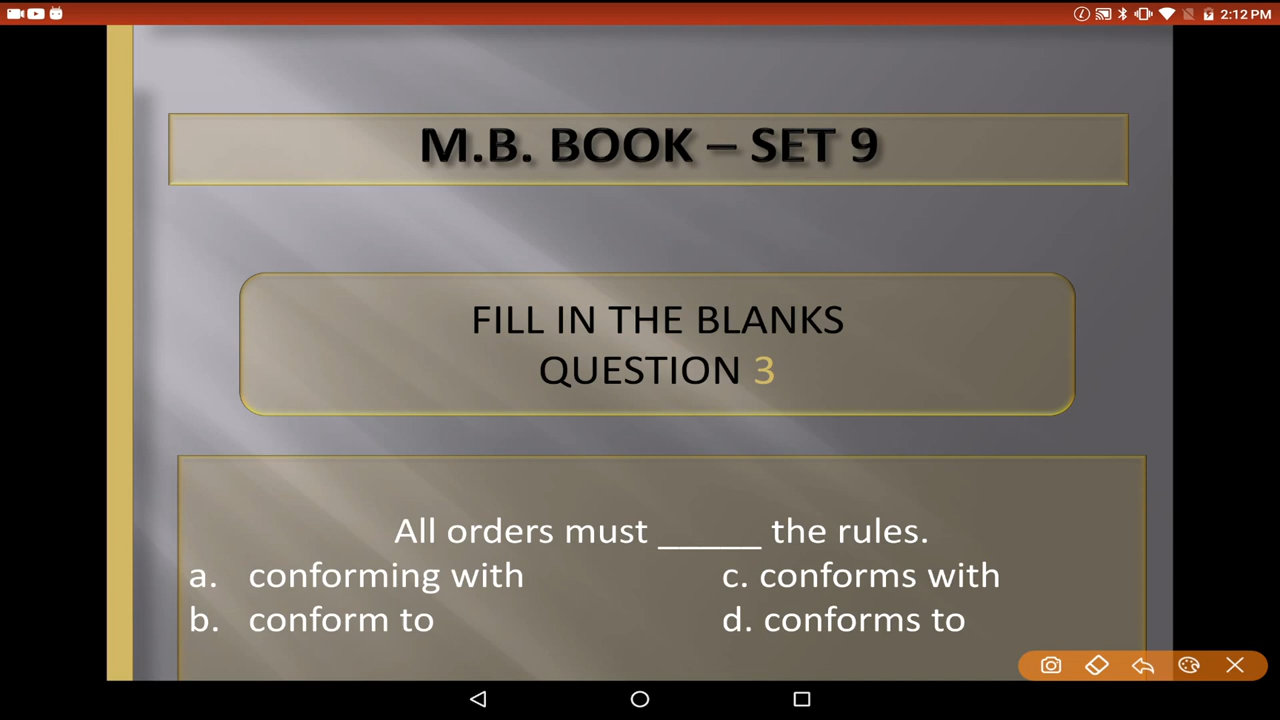 2:12 PM
M.B. BOOK – SET 9
FILL IN THE BLANKS
QUESTION 3
All orders must _____ the rules.
a. conforming with
c. conforms with
b. conform to
d. conforms to